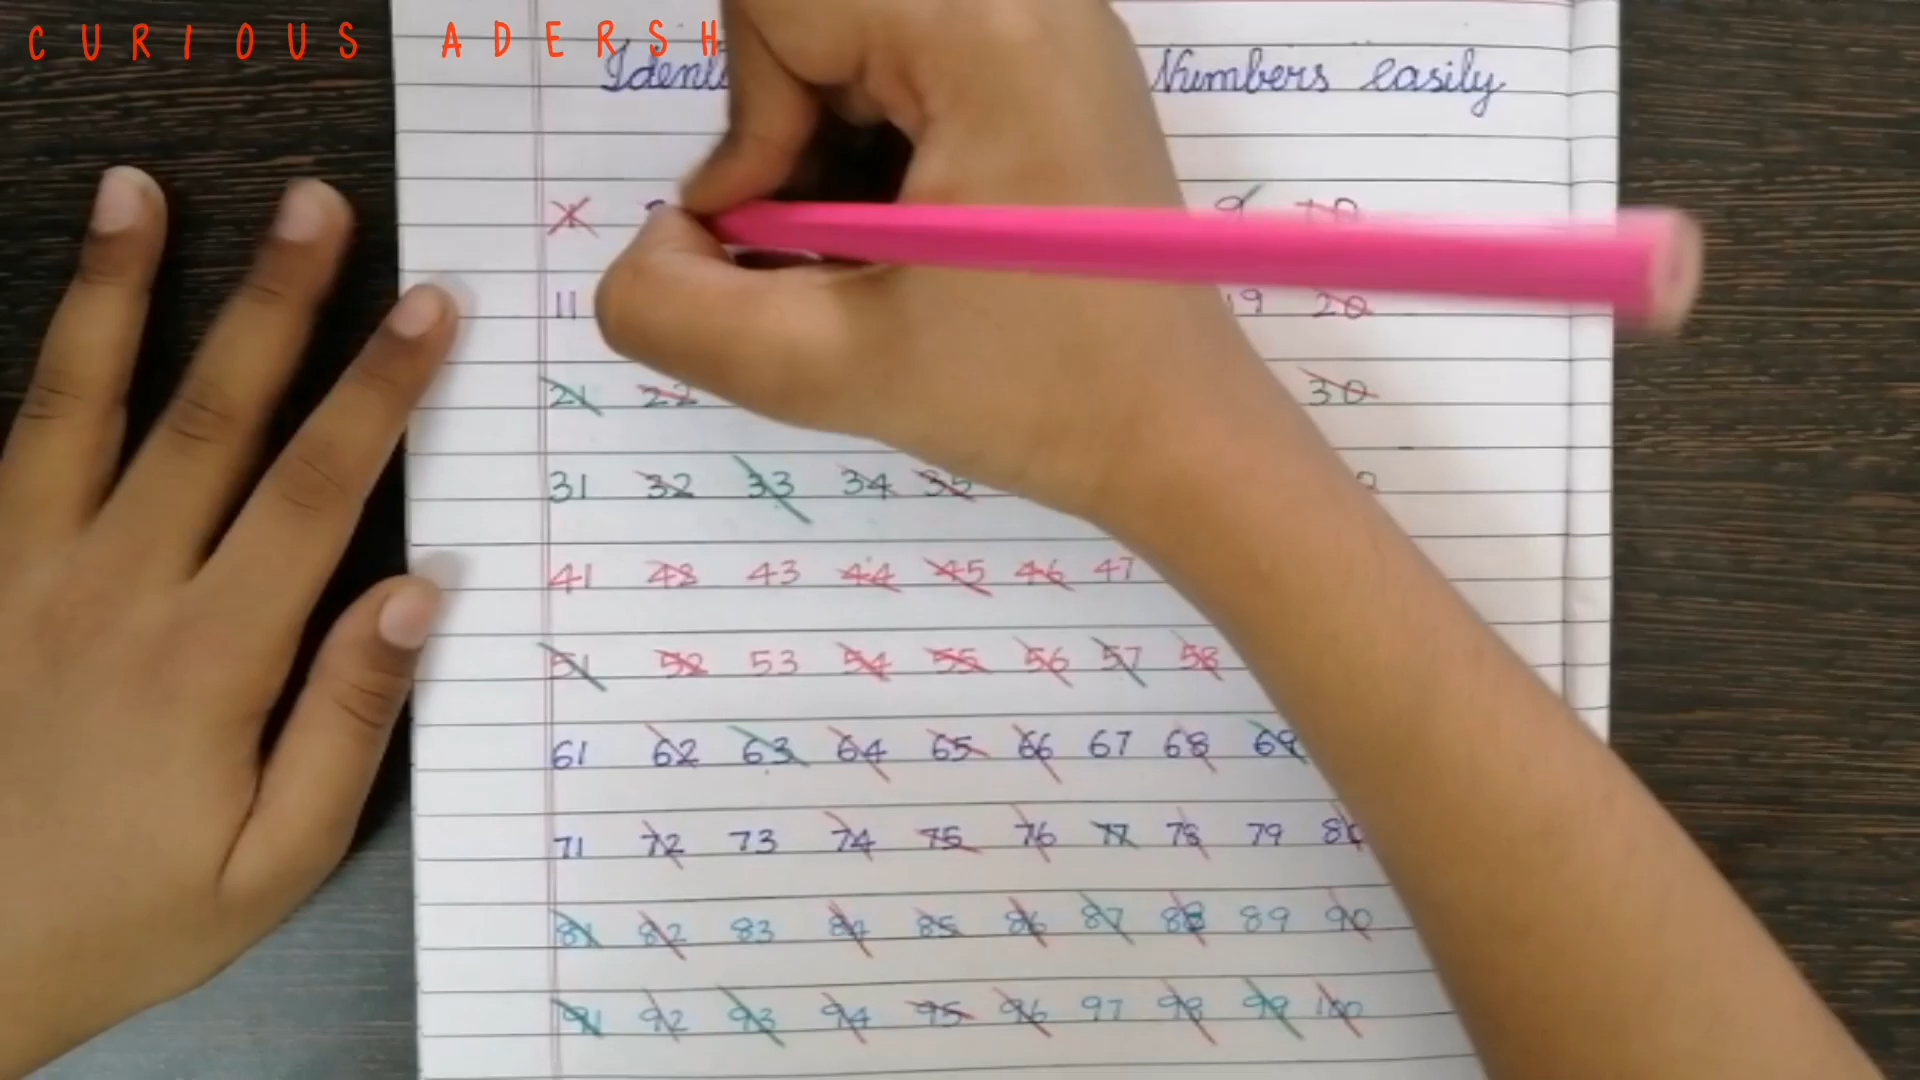 CURIOUS ADERSH
Numbers easily
1 9 10
11 19 20
21 22 30
31 32 33 34 35
41 42 43 44 45 46 47
51 52 53 54 55 56 57 58
61 62 63 64 65 66 67 68 69
71 72 73 74 75 76 77 78 79 80
81 82 83 84 85 86 87 88 89 90
91 92 93 94 95 96 97 98 99 100